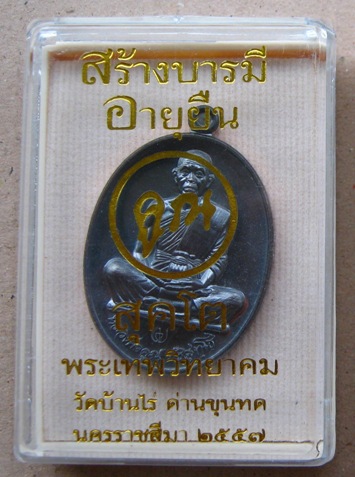 สร้างบารมี
อายุยืน
คูณ
สุคโต
พระเทพวิทยาคม
วัดบ้านไร่ ด่านขุนทด
นครราชสีมา ๒๕๕๗